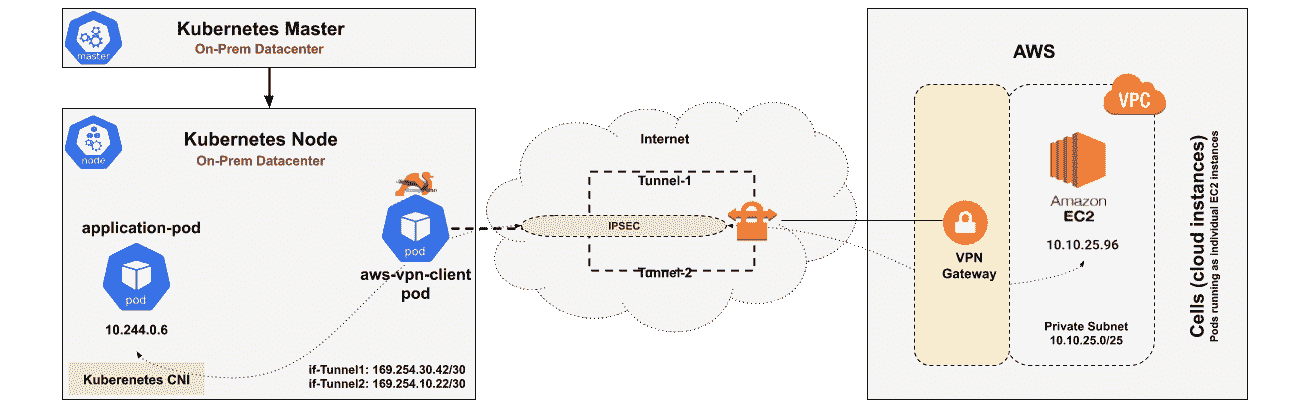 Kubernetes Master
On-Prem Datacenter
master
Kubernetes Node
On-Prem Datacenter
node
application-pod
pod
10.244.0.6
Kuberenetes CNI
pod
aws-vpn-client
pod
if-Tunnel1: 169.254.30.42/30
if-Tunnel2: 169.254.10.22/30
Internet
Tunnel-1
IPSEC
Tunnel-2
AWS
VPC
Amazon
EC2
10.10.25.96
VPN
Gateway
Private Subnet
10.10.25.0/25
Cells (cloud instances)
Pods running as individual EC2 instances